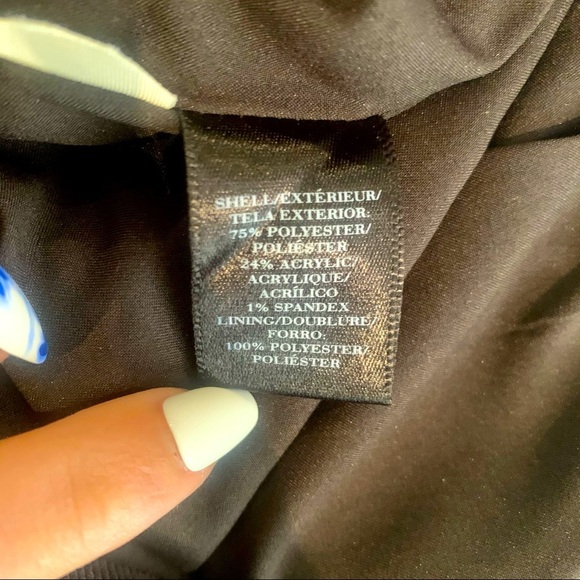 SHELL/EXTÉRIEUR/
TELA EXTERIOR:
75% POLYESTER/
POLIÉSTER
24% ACRYLIC/
ACRYLIQUE/
ACRÍLICO
1% SPANDEX
LINING/DOUBLURE/
FORRO:
100% POLYESTER/
POLIÉSTER